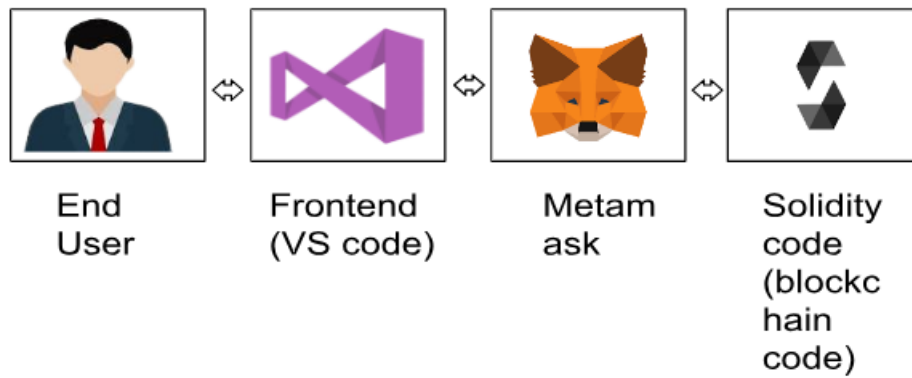 End
User
Frontend
(VS code)
Metam
ask
Solidity
code
(blockc
hain
code)